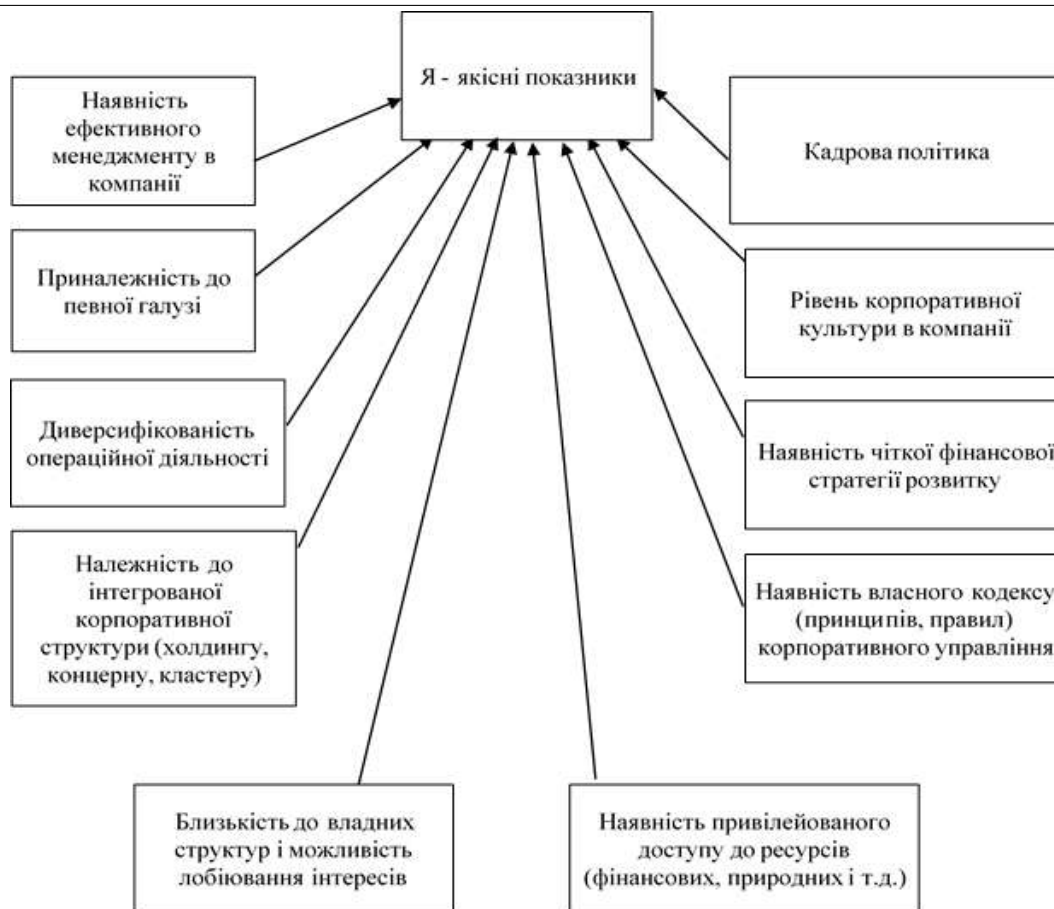 Я - якісні показники
Наявність
ефективного
менеджменту в
компанії
Приналежність до
певної галузі
Диверсифікованість
операційної діяльності
Належність до
інтегрованої
корпоративної
структури (холдингу,
концерну, кластеру)
Близькість до владних
структур і можливість
лобіювання інтересів
Наявність привілейованого
доступу до ресурсів
(фінансових, природних і т.д.)
Кадрова політика
Рівень корпоративної
культури в компанії
Наявність чіткої фінансової
стратегії розвитку
Наявність власного кодексу
(принципів, правил)
корпоративного управління